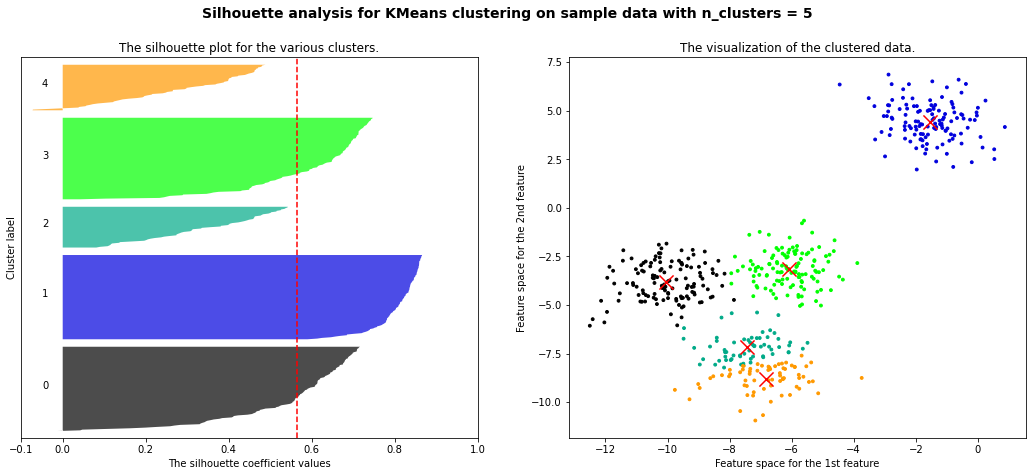 Silhouette analysis for KMeans clustering on sample data with n_clusters = 5
The silhouette plot for the various clusters.
4
3
2
1
0
Cluster label
−0.1 0.0 0.2 0.4 0.6 0.8 1.0
The silhouette coefficient values
The visualization of the clustered data.
7.5
5.0
2.5
0.0
−2.5
−5.0
−7.5
−10.0
Feature space for the 2nd feature
−12 −10 −8 −6 −4 −2 0
Feature space for the 1st feature